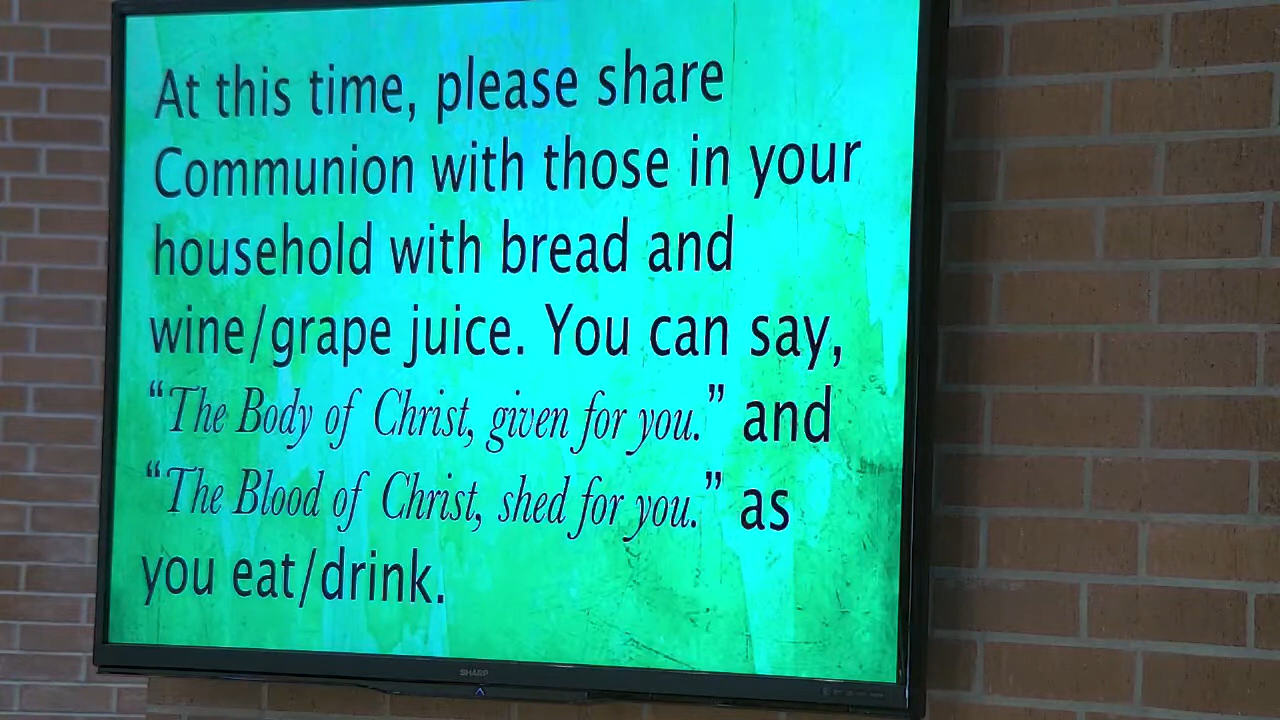 At this time, please share
Communion with those in your
household with bread and
wine/grape juice. You can say,
“The Body of Christ, given for you.” and
“The Blood of Christ, shed for you.” as
you eat/drink.
SHARP